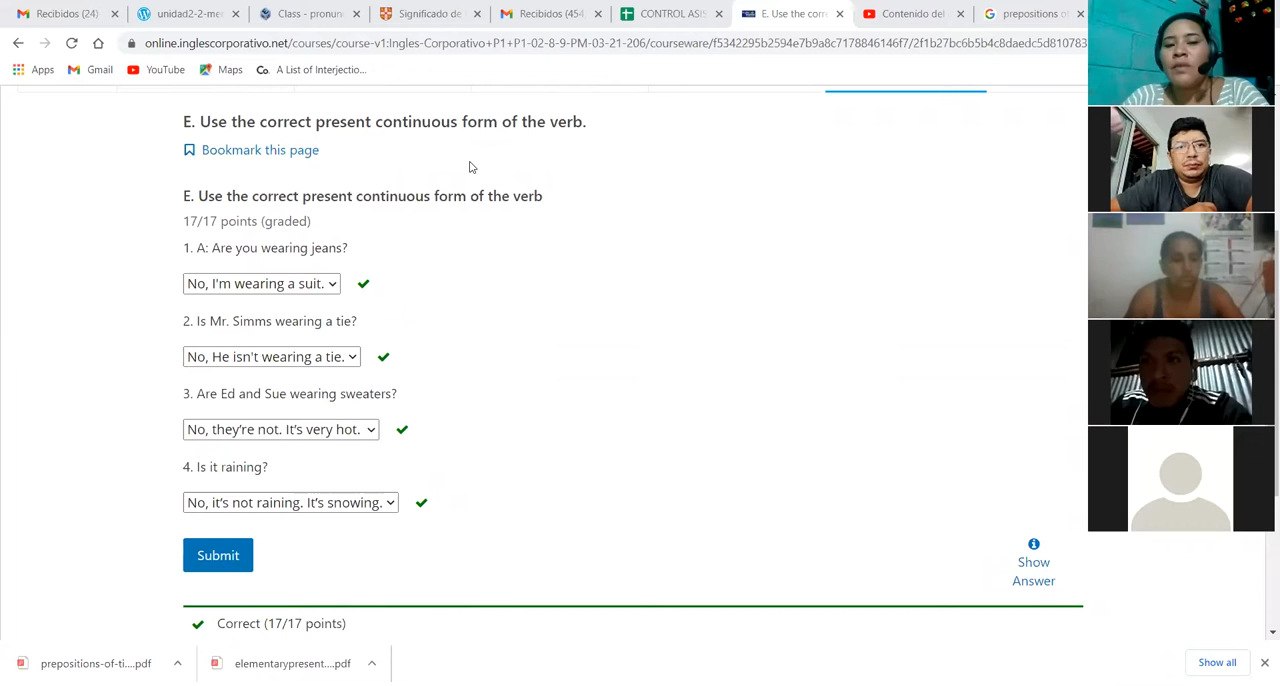 Recibidos (24)
unidad2-2-me
Class - pronun
Significado de
Recibidos (454
CONTROL ASIS
E. Use the corr
Contenido del
prepositions of
online.inglescorporativo.net/courses/course-v1:Ingles-Corporativo+P1+P1-02-8-9-PM-03-21-206/courseware/f5342295b2594e7b9a8c7178846146f7/2f1b27bc6b5b4c8daedc5d810783
Apps
Gmail
YouTube
Maps
Co. A List of Interjectio...
E. Use the correct present continuous form of the verb.
Bookmark this page
E. Use the correct present continuous form of the verb
17/17 points (graded)
1. A: Are you wearing jeans?
No, I'm wearing a suit.
2. Is Mr. Simms wearing a tie?
No, He isn't wearing a tie.
3. Are Ed and Sue wearing sweaters?
No, they're not. It's very hot.
4. Is it raining?
No, it's not raining. It's snowing.
Submit
Show
Answer
Correct (17/17 points)
prepositions-of-ti....pdf
elementarypresent....pdf
Show all